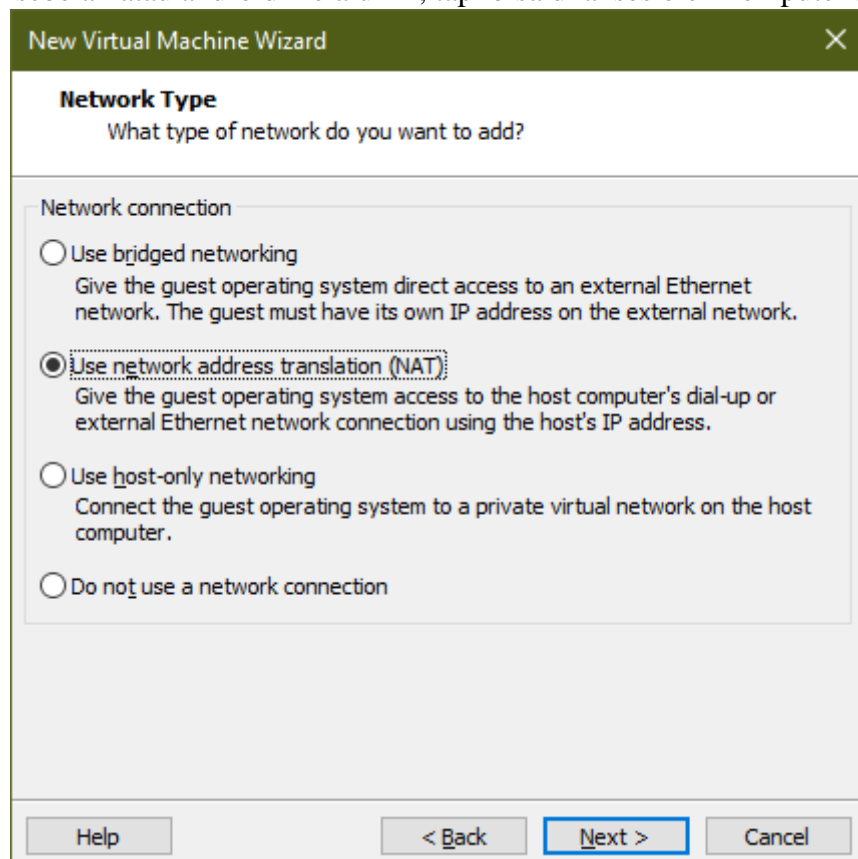 New Virtual Machine Wizard
Network Type
What type of network do you want to add?
Network connection
Use bridged networking
Give the guest operating system direct access to an external Ethernet
network. The guest must have its own IP address on the external network.
Use network address translation (NAT)
Give the guest operating system access to the host computer's dial-up or
external Ethernet network connection using the host's IP address.
Use host-only networking
Connect the guest operating system to a private virtual network on the host
computer.
Do not use a network connection
Help
< Back
Next >
Cancel